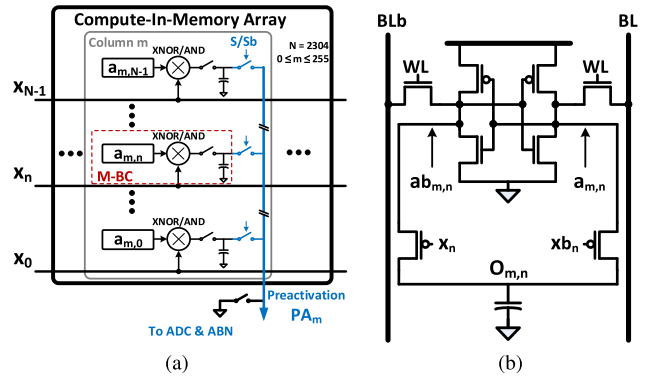 Compute-In-Memory Array
Column m
XNOR/AND
S/Sb
N = 2304
0 ≤ m ≤ 255
a_m,N-1
x_N-1
XNOR/AND
a_m,n
M-BC
x_n
XNOR/AND
a_m,0
x_0
Preactivation
PA_m
To ADC & ABN
(a)
BLb
BL
WL
WL
ab_m,n
a_m,n
x_n
xb_n
O_m,n
(b)